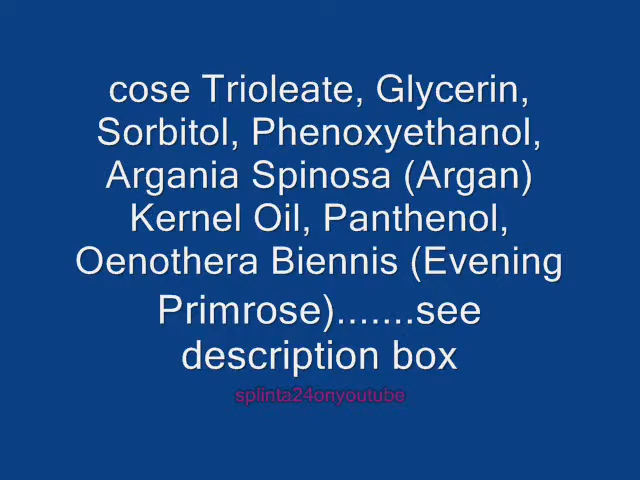 cose Trioleate, Glycerin,
Sorbitol, Phenoxyethanol,
Argania Spinosa (Argan)
Kernel Oil, Panthenol,
Oenothera Biennis (Evening
Primrose).......see
description box
splinta24onyoutube